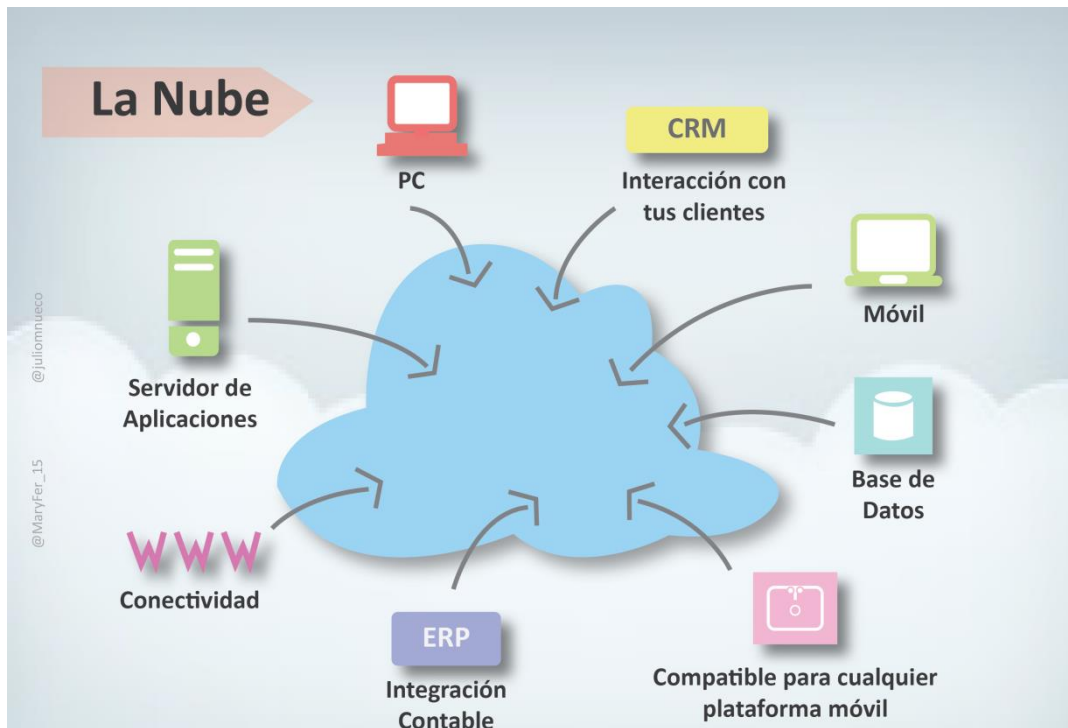 La Nube
PC
CRM
Interacción con
tus clientes
Móvil
Servidor de
Aplicaciones
Base de
Datos
WWW
Conectividad
ERP
Integración
Contable
Compatible para cualquier
plataforma móvil
@juliomnueco
@MaryFer_15